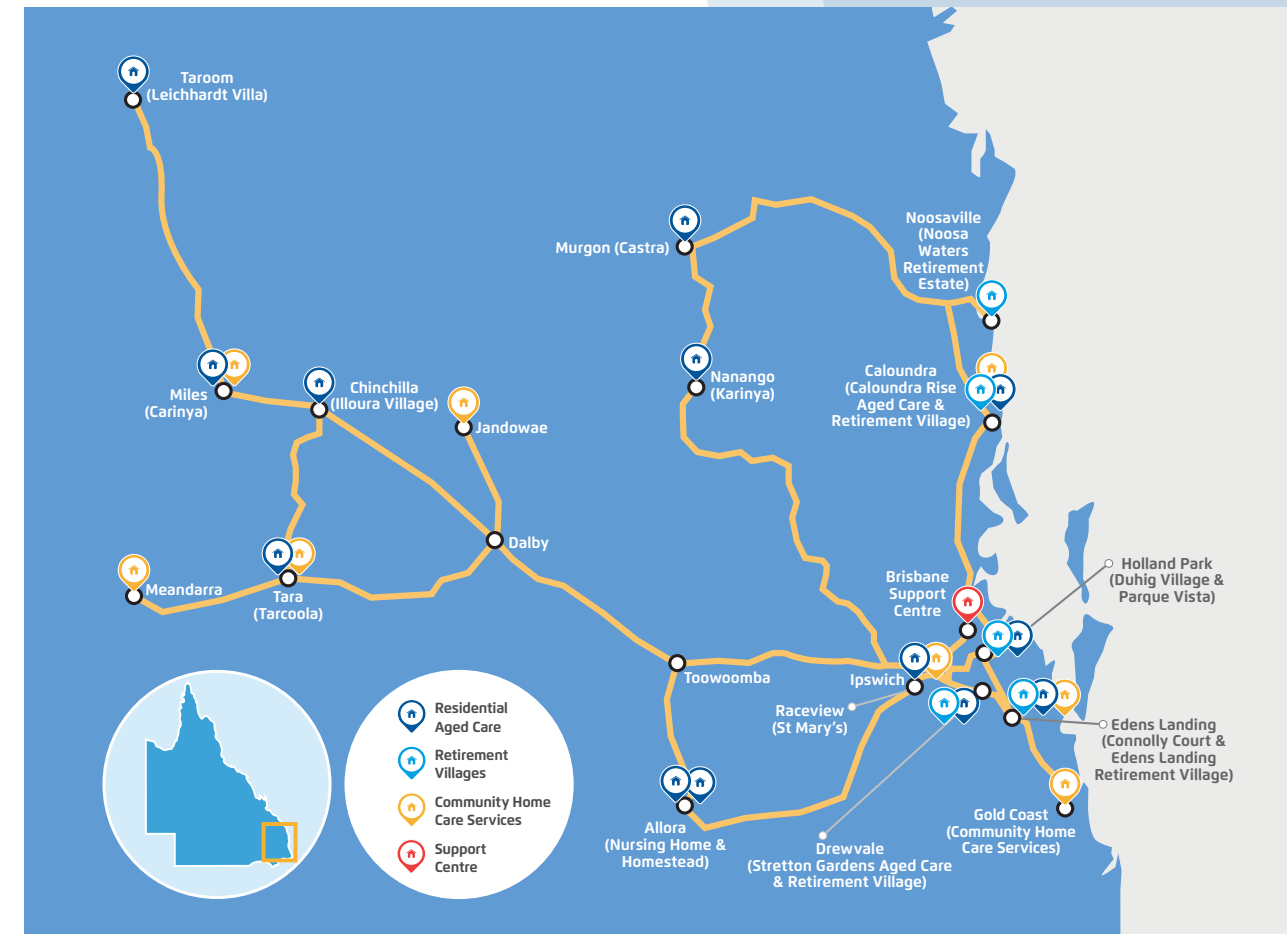 Taroom
(Leichhardt Villa)
Murgon (Castra)
Noosaville
(Noosa
Waters
Retirement
Estate)
Miles
(Carinya)
Chinchilla
(Illoura Village)
Jandowae
Nanango
(Karinya)
Caloundra
(Caloundra Rise
Aged Care &
Retirement Village)
Dalby
Meandarra
Tara
(Tarcoola)
Brisbane
Support
Centre
Holland Park
(Duhig Village &
Parque Vista)
Toowoomba
Ipswich
Raceview
(St Mary's)
Edens Landing
(Connolly Court &
Edens Landing
Retirement Village)
Allora
(Nursing Home &
Homestead)
Drewvale
(Stretton Gardens Aged Care
& Retirement Village)
Gold Coast
(Community Home
Care Services)
Residential
Aged Care
Retirement
Villages
Community Home
Care Services
Support
Centre